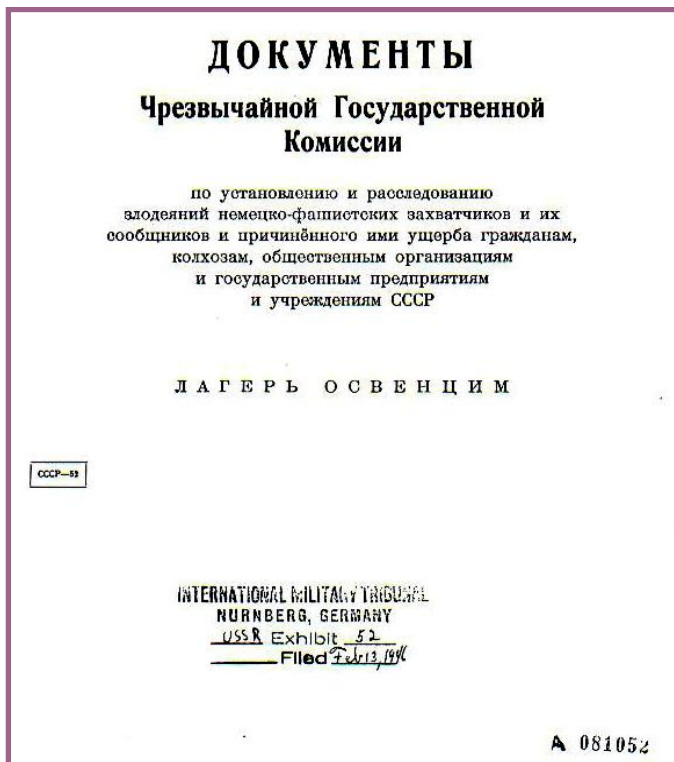 ДОКУМЕНТЫ
Чрезвычайной Государственной
Комиссии
по установлению и расследованию
злодеяний немецко-фашистских захватчиков и их
сообщников и причинённого ими ущерба гражданам,
колхозам, общественным организациям
и государственным предприятиям
и учреждениям СССР
ЛАГЕРЬ ОСВЕНЦИМ
СССР—52
INTERNATIONAL MILITARY TRIBUNAL
NURNBERG, GERMANY
USSR Exhibit 52
Filed Feb 13, 1946
A 081052